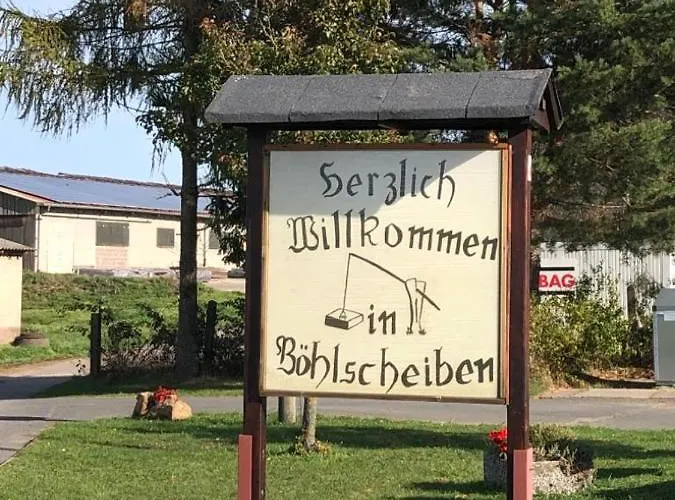 Herzlich
Willkommen
in
Böhlscheiben
BAG